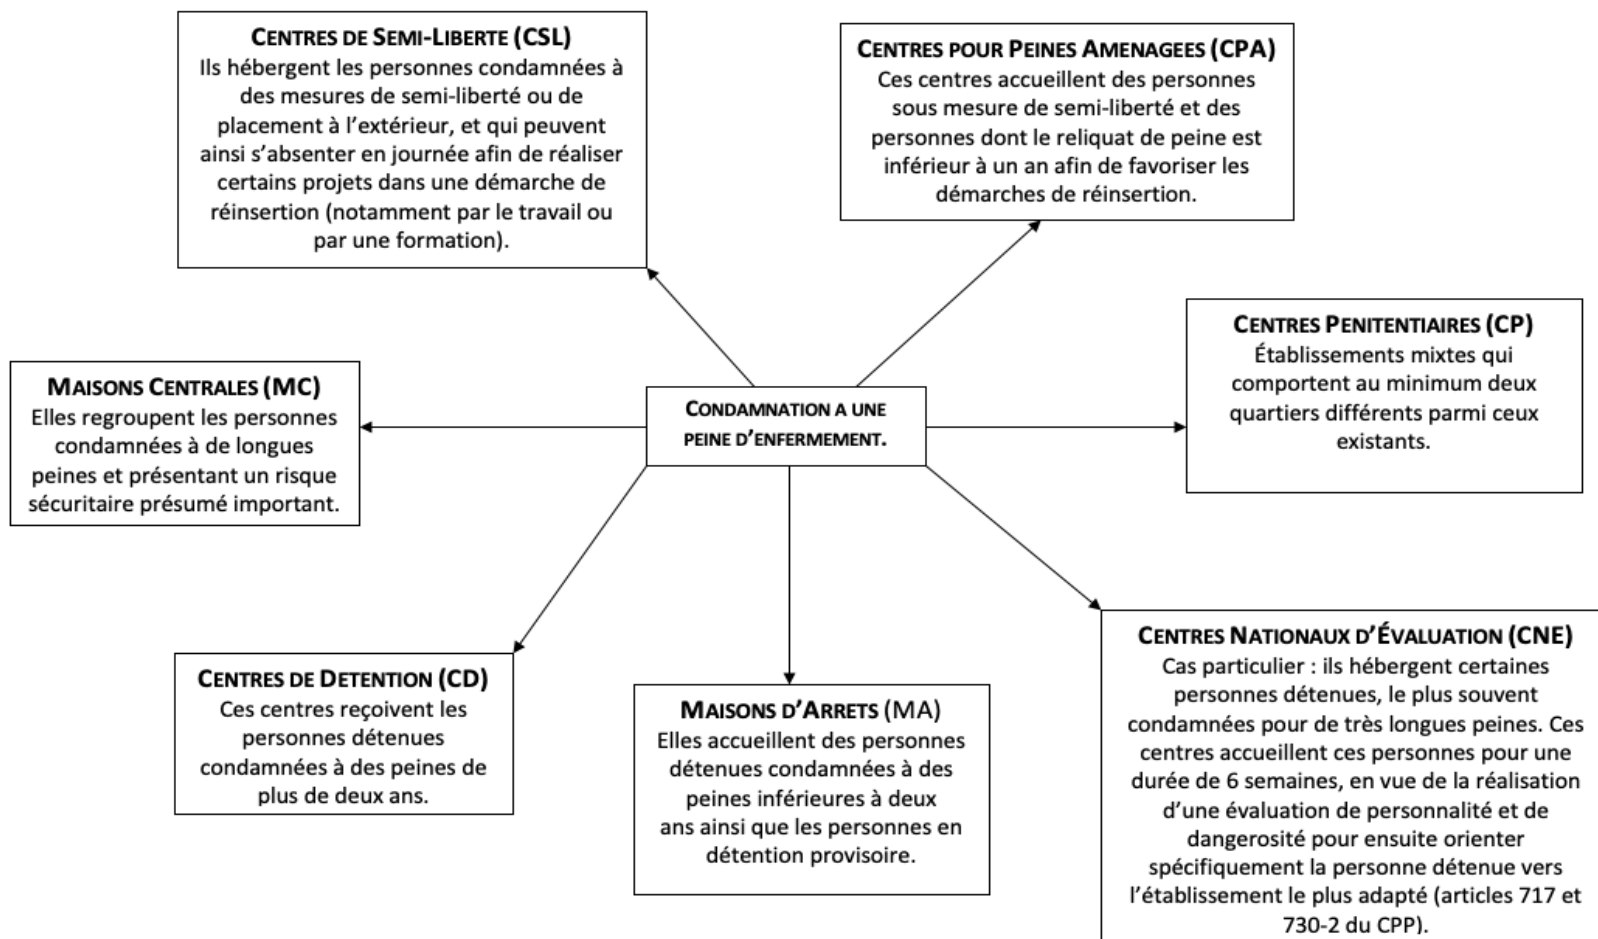 CENTRES DE SEMI-LIBERTE (CSL)
Ils hébergent les personnes condamnées à
des mesures de semi-liberté ou de
placement à l’extérieur, et qui peuvent
ainsi s’absenter en journée afin de réaliser
certains projets dans une démarche de
réinsertion (notamment par le travail ou
par une formation).
CENTRES POUR PEINES AMENAGEES (CPA)
Ces centres accueillent des personnes
sous mesure de semi-liberté et des
personnes dont le reliquat de peine est
inférieur à un an afin de favoriser les
démarches de réinsertion.
CENTRES PENITENTIAIRES (CP)
Établissements mixtes qui
comportent au minimum deux
quartiers différents parmi ceux
existants.
MAISONS CENTRALES (MC)
Elles regroupent les personnes
condamnées à de longues
peines et présentant un risque
sécuritaire présumé important.
CONDAMNATION A UNE
PEINE D’ENFERMEMENT.
CENTRES DE DETENTION (CD)
Ces centres reçoivent les
personnes détenues
condamnées à des peines de
plus de deux ans.
MAISONS D’ARRETS (MA)
Elles accueillent des personnes
détenues condamnées à des
peines inférieures à deux
ans ainsi que les personnes en
détention provisoire.
CENTRES NATIONAUX D’ÉVALUATION (CNE)
Cas particulier : ils hébergent certaines
personnes détenues, le plus souvent
condamnées pour de très longues peines. Ces
centres accueillent ces personnes pour une
durée de 6 semaines, en vue de la réalisation
d’une évaluation de personnalité et de
dangerosité pour ensuite orienter
spécifiquement la personne détenue vers
l’établissement le plus adapté (articles 717 et
730-2 du CPP).